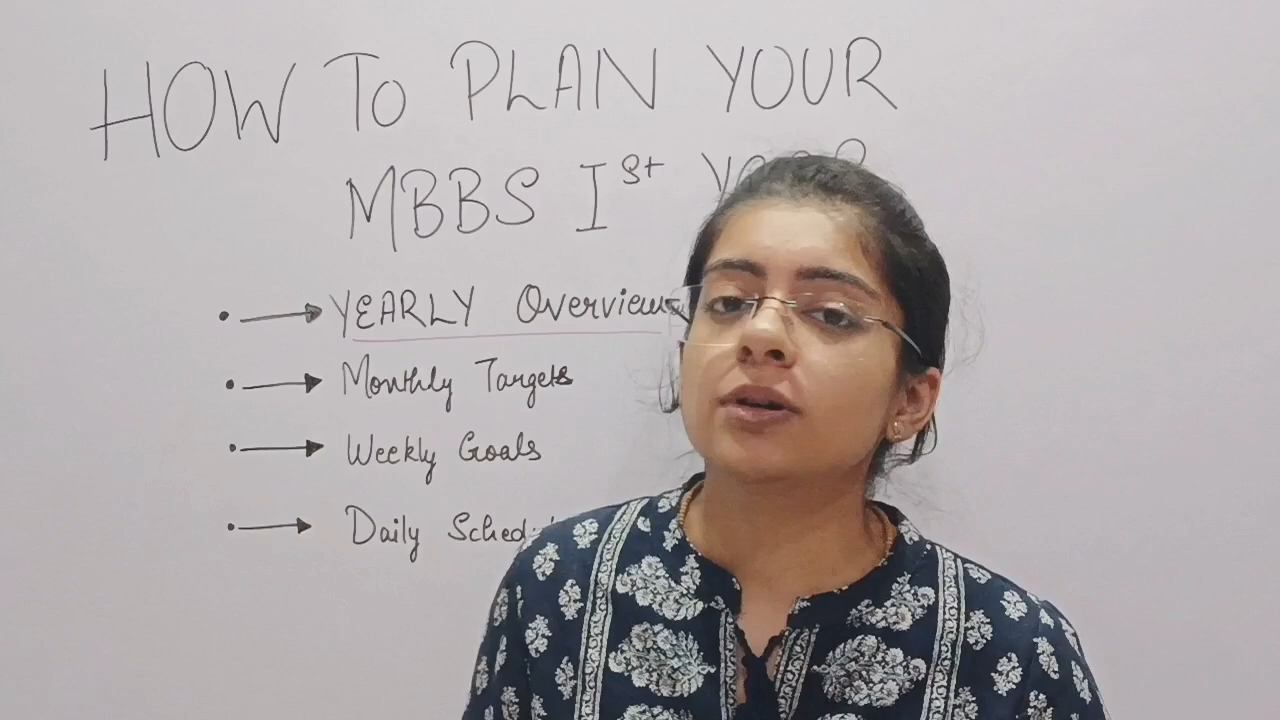 HOW TO PLAN YOUR
MBBS Ist
YEARLY Overview
Monthly Targets
Weekly Goals
Daily